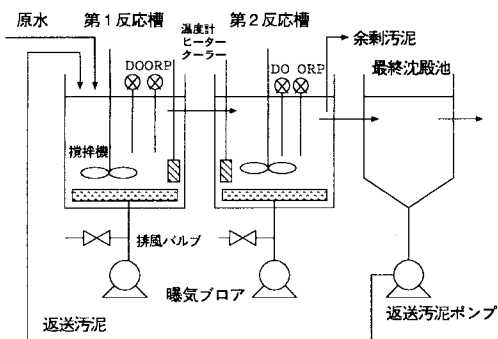 原水
第1反応槽
温度計
ヒーター
クーラー
第2反応槽
余剰汚泥
DOORP
DO ORP
最終沈殿池
撹拌機
排風バルブ
曝気ブロア
返送汚泥
返送汚泥ポンプ